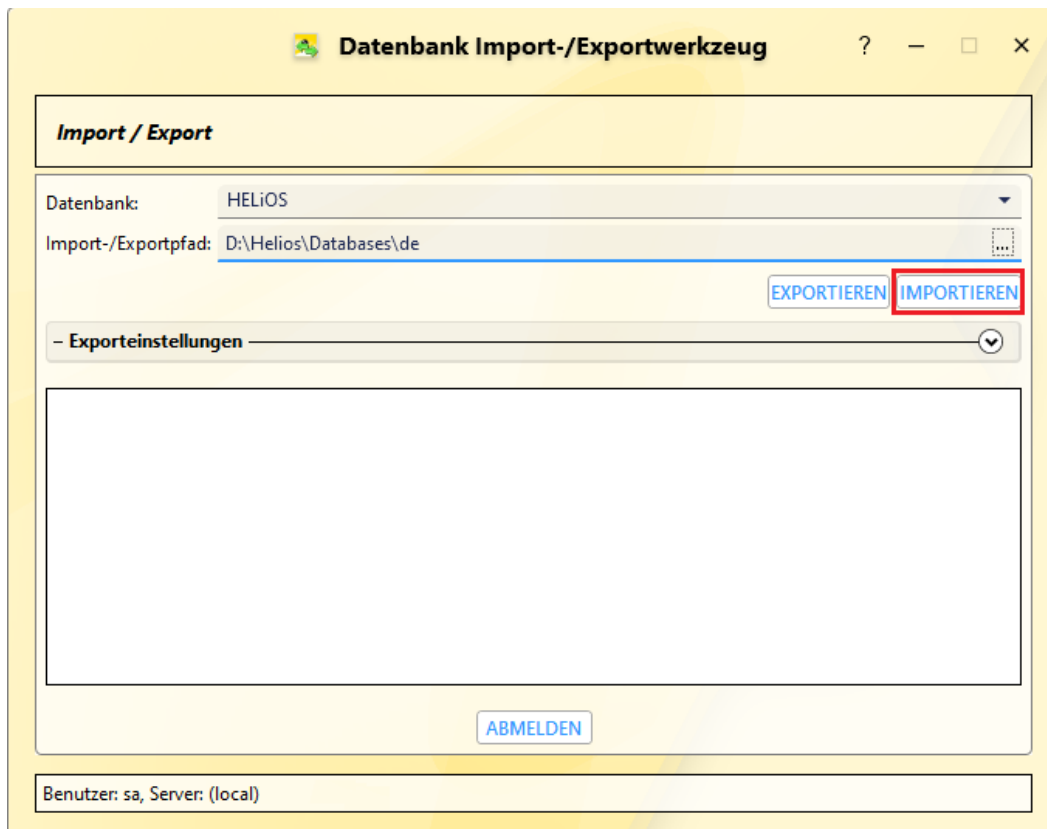 Datenbank Import-/Exportwerkzeug
Import / Export
Datenbank: HELiOS
Import-/Exportpfad: D:\Helios\Databases\de ...
EXPORTIEREN IMPORTIEREN
– Exporteinstellungen
ABMELDEN
Benutzer: sa, Server: (local)